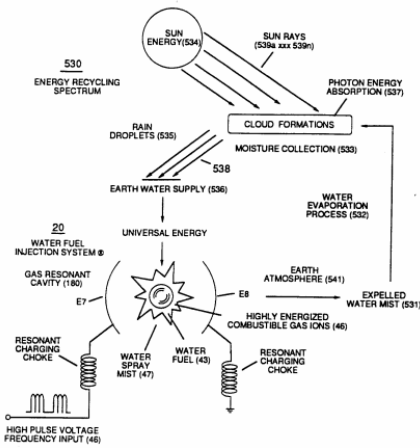 SUN
ENERGY(534)
SUN RAYS
(539a xxx 539n)
530
ENERGY RECYCLING
SPECTRUM
PHOTON ENERGY
ABSORPTION (537)
RAIN
DROPLETS (535)
CLOUD FORMATIONS
538
MOISTURE COLLECTION (533)
EARTH WATER SUPPLY (536)
WATER
EVAPORATION
PROCESS (532)
20
WATER FUEL
INJECTION SYSTEM ®
UNIVERSAL ENERGY
GAS RESONANT
CAVITY (180)
EARTH
ATMOSPHERE (541)
E7
E8
EXPELLED
WATER MIST (531)
HIGHLY ENERGIZED
COMBUSTIBLE GAS IONS (46)
RESONANT
CHARGING
CHOKE
WATER
SPRAY
MIST (47)
WATER
FUEL (43)
RESONANT
CHARGING
CHOKE
HIGH PULSE VOLTAGE
FREQUENCY INPUT (46)